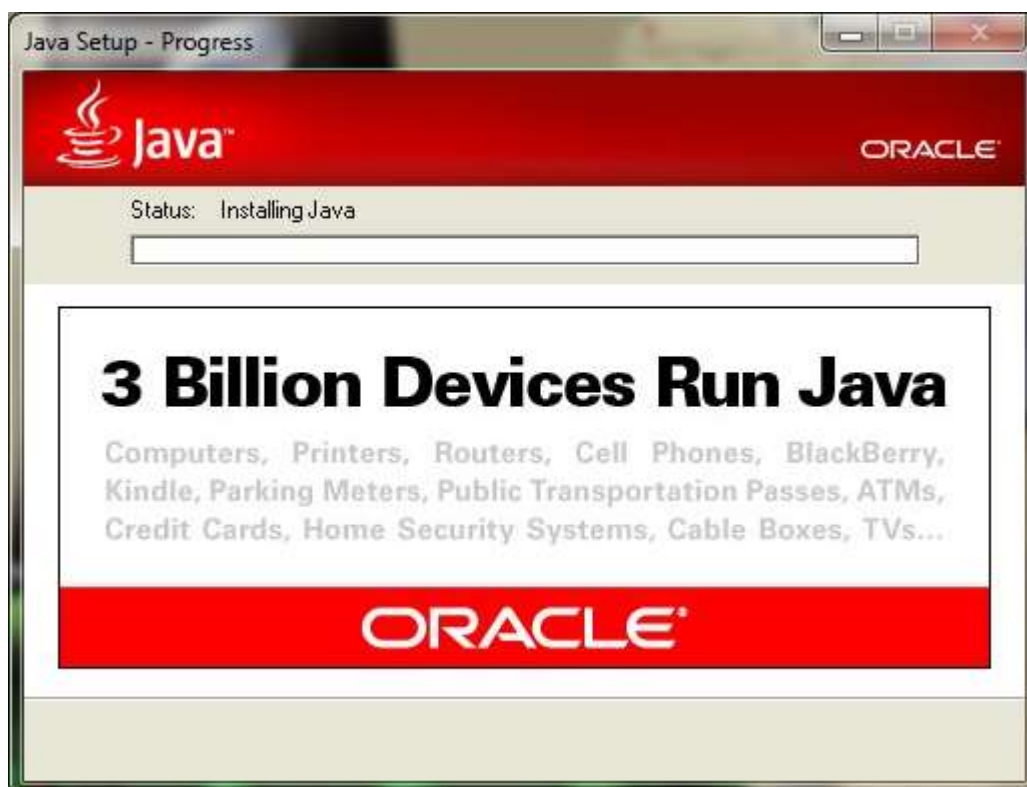 Java Setup - Progress
Java™
ORACLE®
Status: Installing Java
3 Billion Devices Run Java
Computers, Printers, Routers, Cell Phones, BlackBerry,
Kindle, Parking Meters, Public Transportation Passes, ATMs,
Credit Cards, Home Security Systems, Cable Boxes, TVs...
ORACLE®